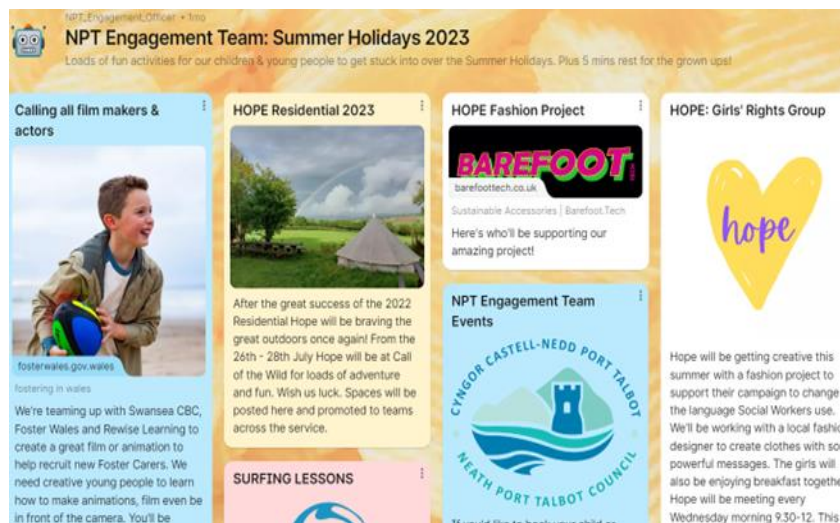 NPT_Engagement_Officer • 1mo
NPT Engagement Team: Summer Holidays 2023
Loads of fun activities for our children & young people to get stuck into over the Summer Holidays. Plus 5 mins rest for the grown ups!
Calling all film makers &
actors
fosterwales.gov.wales
fostering in wales
We're teaming up with Swansea CBC,
Foster Wales and Rewise Learning to
create a great film or animation to
help recruit new Foster Carers. We
need creative young people to learn
how to make animations, film even be
in front of the camera. You'll be
HOPE Residential 2023
After the great success of the 2022
Residential Hope will be braving the
great outdoors once again! From the
26th - 28th July Hope will be at Call
of the Wild for loads of adventure
and fun. Wish us luck. Spaces will be
posted here and promoted to teams
across the service.
SURFING LESSONS
HOPE Fashion Project
BAREFOOT TECH
barefoottech.co.uk
Sustainable Accessories | Barefoot.Tech
Here's who'll be supporting our
amazing project!
NPT Engagement Team
Events
CYNGOR CASTELL-NEDD PORT TALBOT
NEATH PORT TALBOT COUNCIL
If you'd like to book your child or
HOPE: Girls' Rights Group
hope
Hope will be getting creative this
summer with a fashion project to
support their campaign to change
the language Social Workers use.
We'll be working with a local fashio
designer to create clothes with so
powerful messages. The girls will
also be enjoying breakfast togethe
Hope will be meeting every
Wednesday morning 9.30-12. This